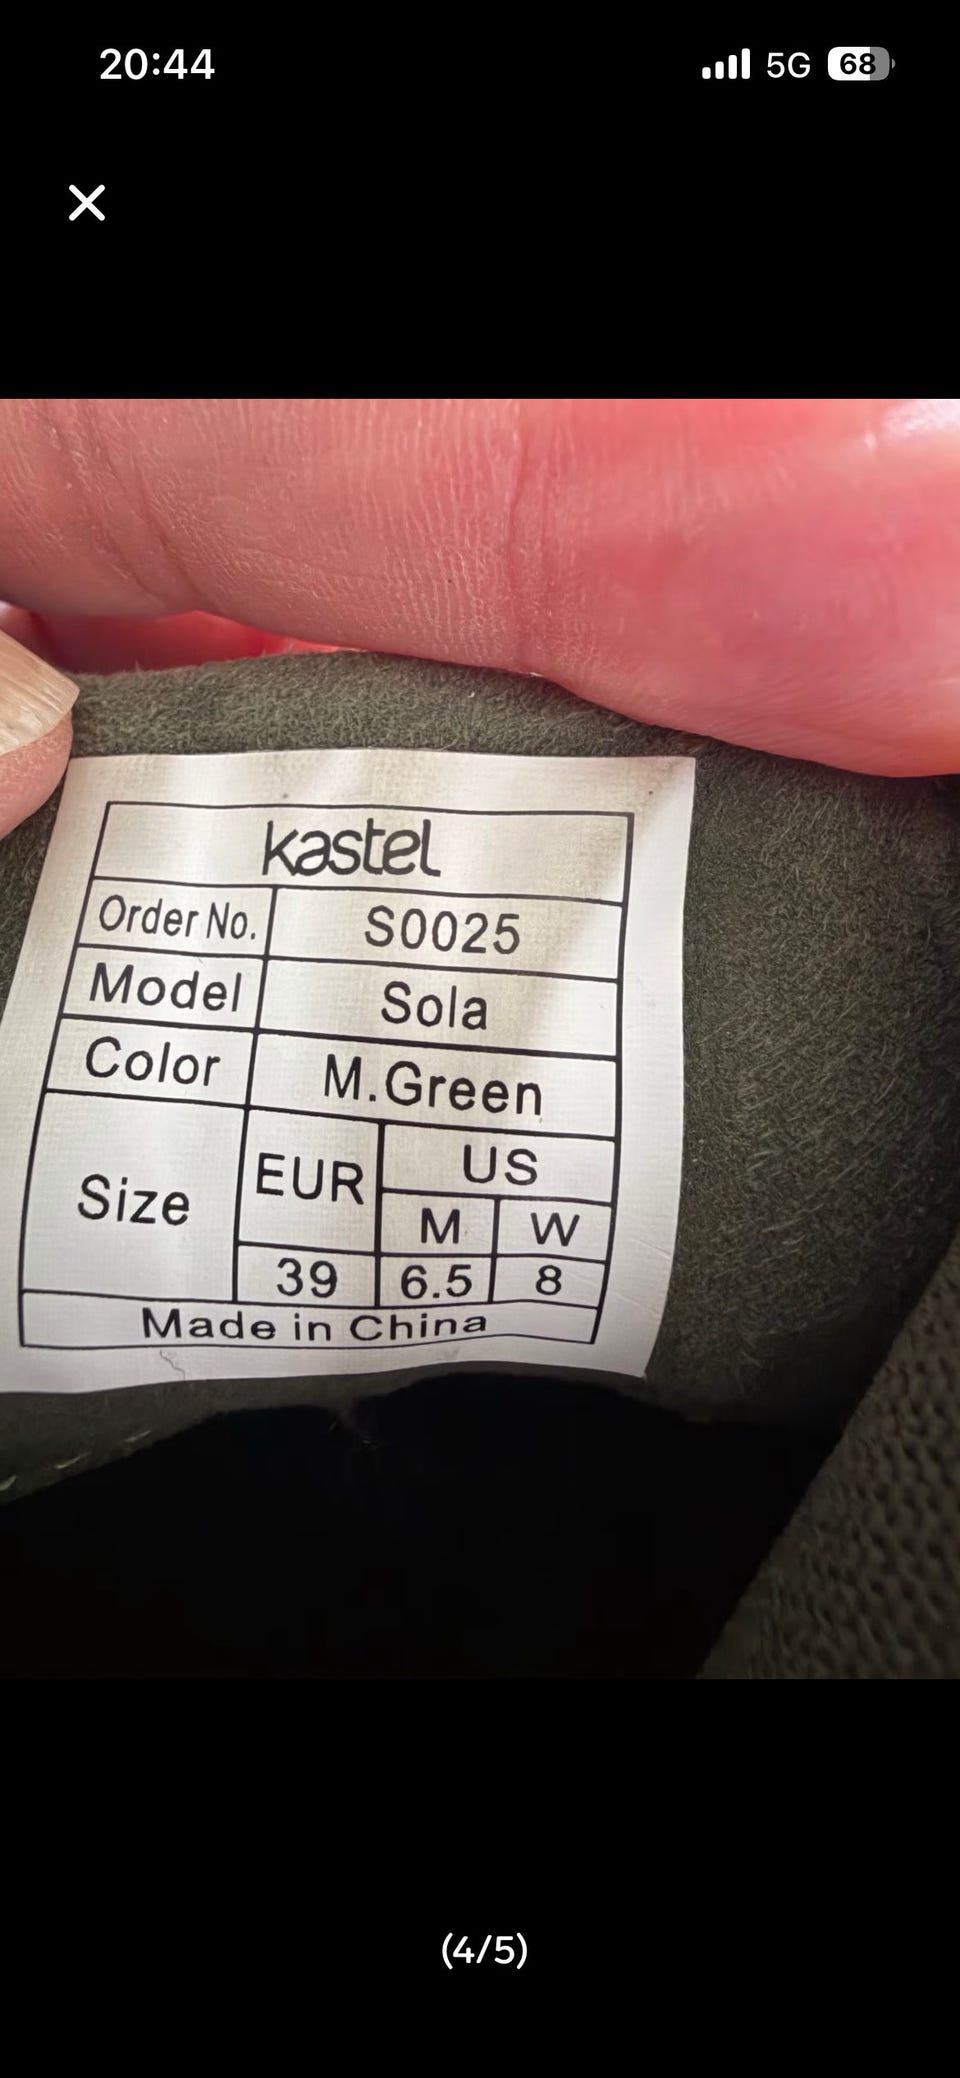 20:44 5G 68
kastel
Order No. S0025
Model Sola
Color M.Green
Size EUR US
M W
39 6.5 8
Made in China
(4/5)